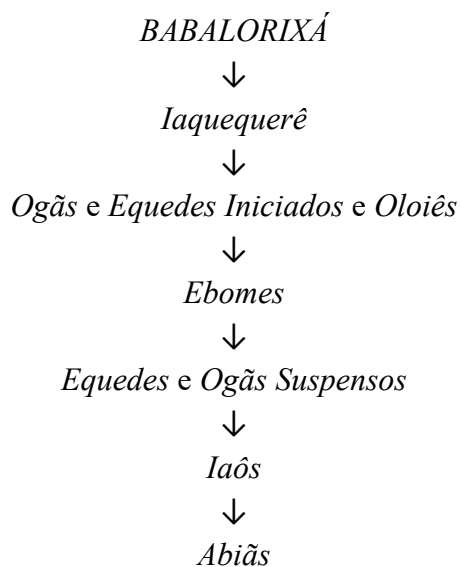 BABALORIXÁ
↓
Iaquequerê
↓
Ogãs e Equedes Iniciados e Oloiês
↓
Ebomes
↓
Equedes e Ogãs Suspensos
↓
Iaôs
↓
Abiãs